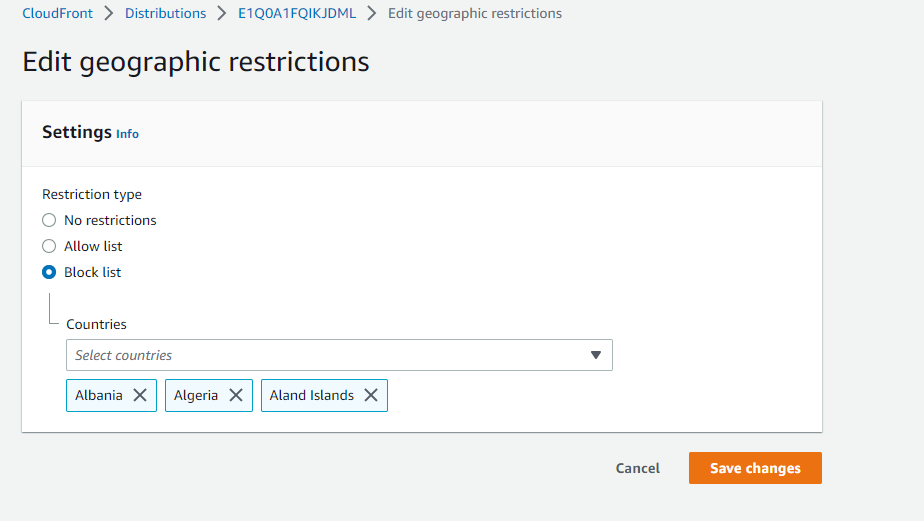 CloudFront > Distributions > E1Q0A1FQIKJDML > Edit geographic restrictions
Edit geographic restrictions
Settings Info
Restriction type
No restrictions
Allow list
Block list
Countries
Select countries
Albania Algeria Aland Islands
Cancel Save changes